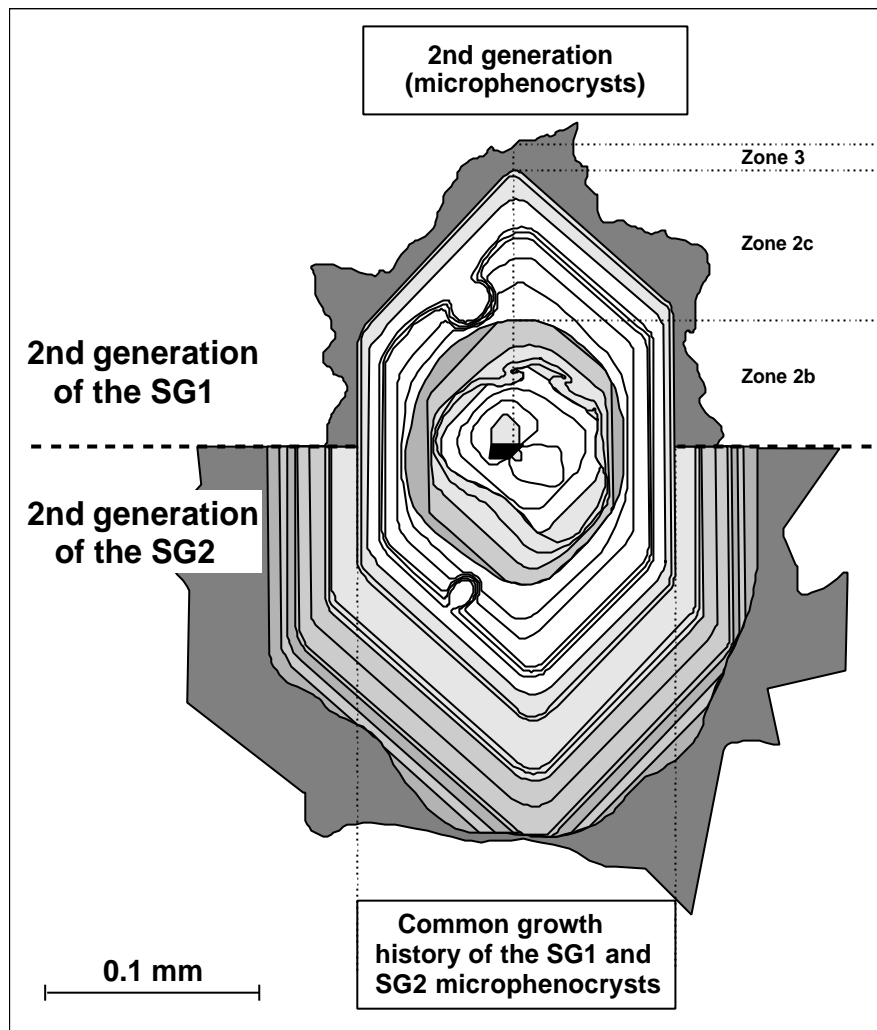 2nd generation
(microphenocrysts)
Zone 3
Zone 2c
2nd generation
of the SG1
Zone 2b
2nd generation
of the SG2
Common growth
history of the SG1 and
SG2 microphenocrysts
0.1 mm